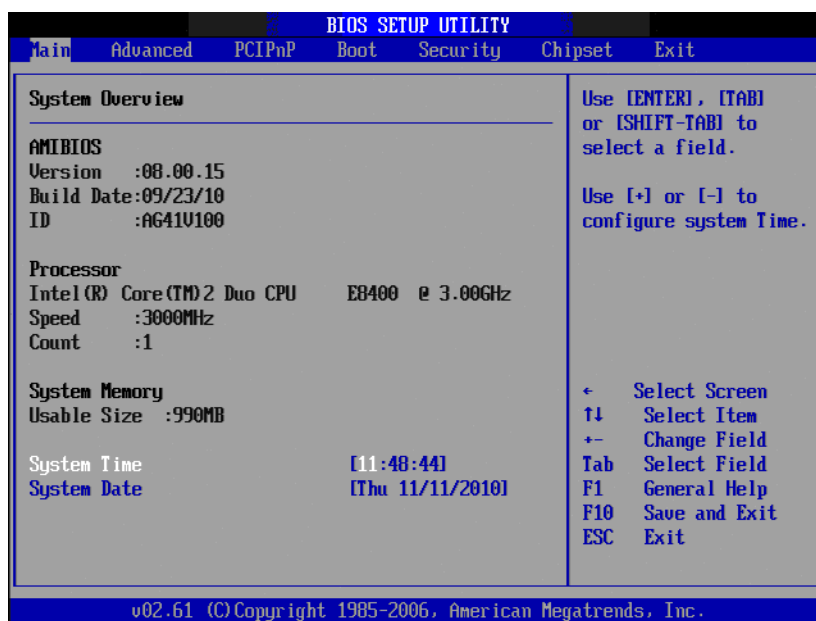 BIOS SETUP UTILITY
Main Advanced PCIPnP Boot Security Chipset Exit
System Overview
AMIBIOS
Version :08.00.15
Build Date:09/23/10
ID :AG41V100
Processor
Intel(R) Core(TM)2 Duo CPU E8400 @ 3.00GHz
Speed :3000MHz
Count :1
System Memory
Usable Size :990MB
System Time [11:48:44]
System Date [Thu 11/11/2010]
Use [ENTER], [TAB]
or [SHIFT-TAB] to
select a field.
Use [+] or [-] to
configure system Time.
← Select Screen
↑↓ Select Item
+- Change Field
Tab Select Field
F1 General Help
F10 Save and Exit
ESC Exit
v02.61 (C)Copyright 1985-2006, American Megatrends, Inc.